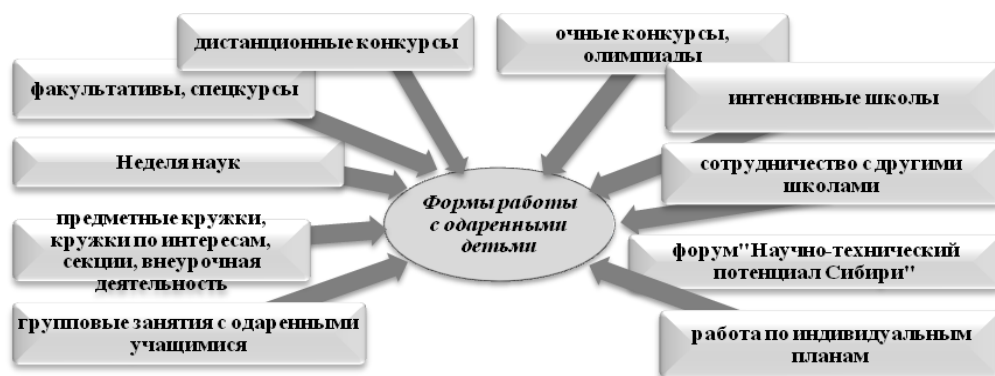 дистанционные конкурсы
очные конкурсы,
олимпиады
факультативы, спецкурсы
интенсивные школы
Неделя наук
сотрудничество с другими
школами
Формы работы
с одаренными
детьми
предметные кружки,
кружки по интересам,
секции, внеурочная
деятельность
форум"Научно-технический
потенциал Сибири"
групповые занятия с одаренными
учащимися
работа по индивидуальным
планам